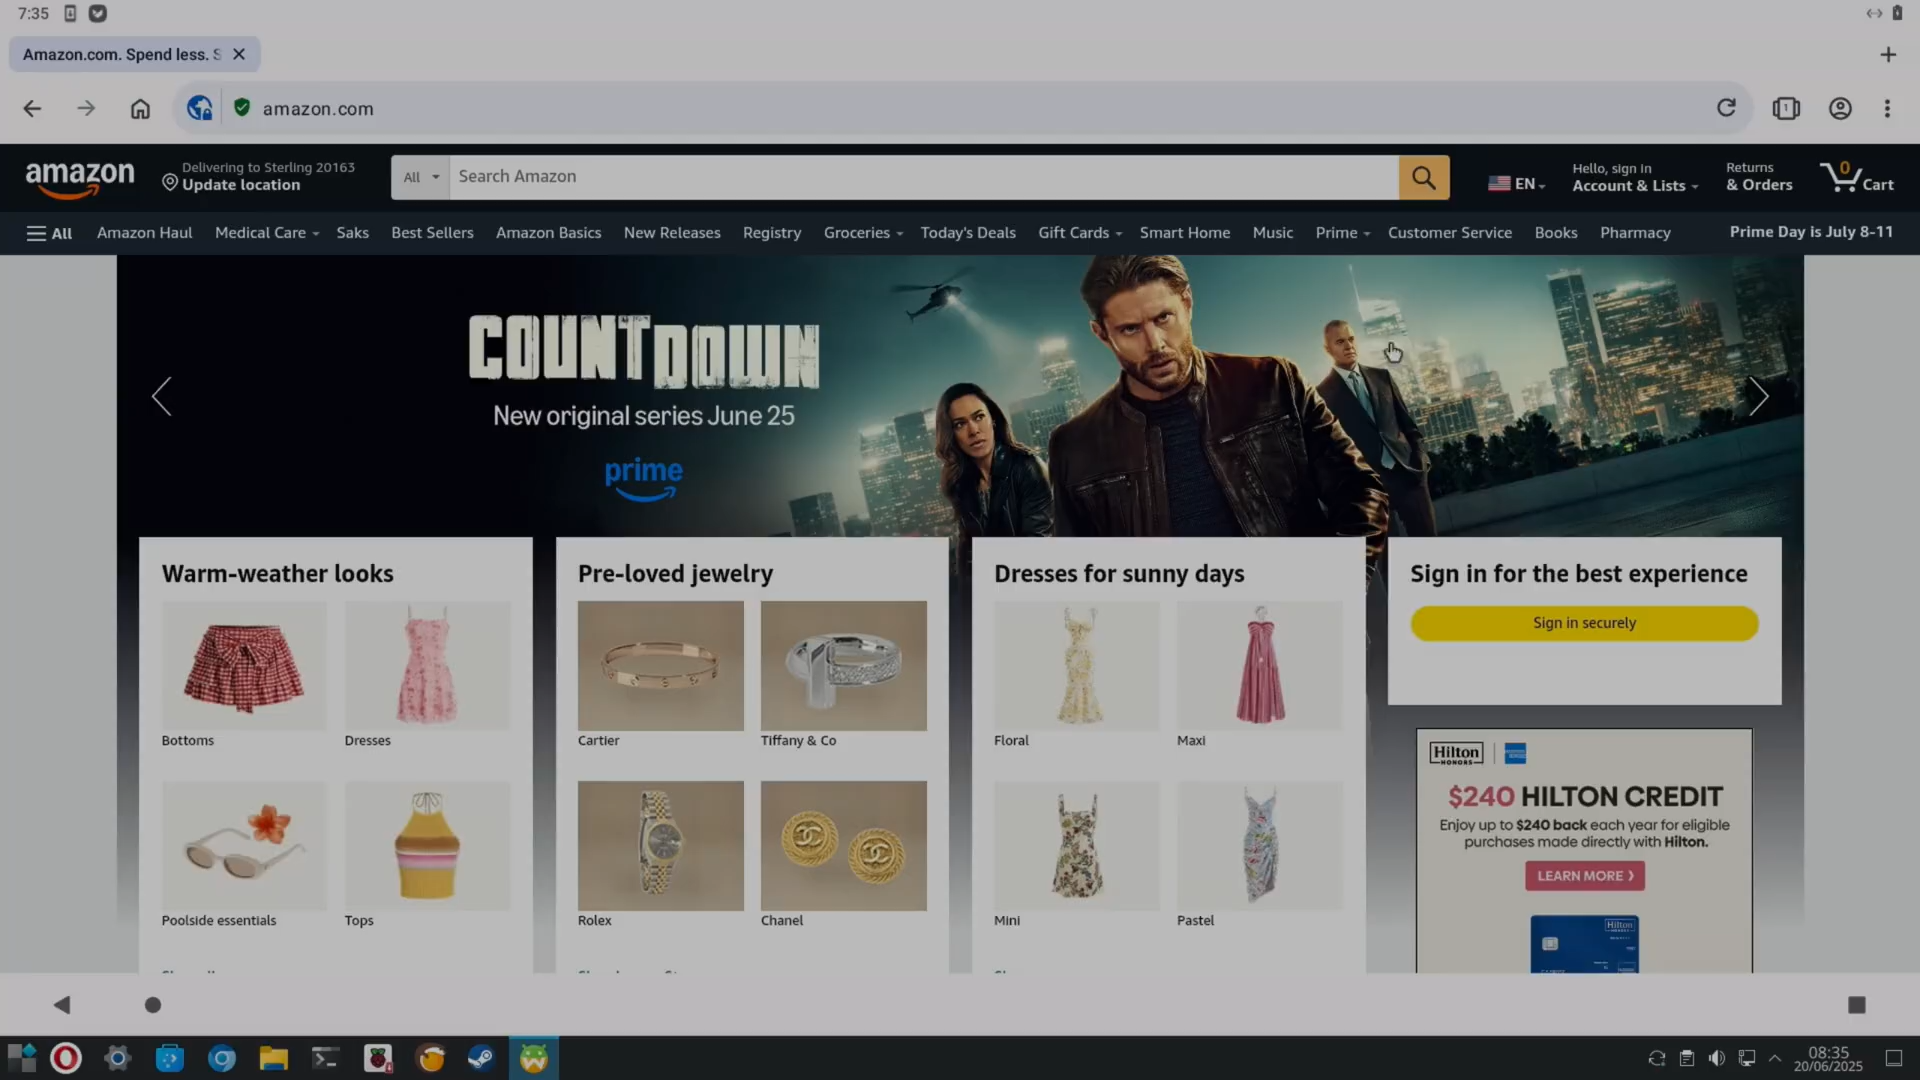 7:35
Amazon.com. Spend less. S
amazon.com
1
amazon
Delivering to Sterling 20163
Update location
All
Search Amazon
EN
Hello, sign in
Account & Lists
Returns
& Orders
0
Cart
All
Amazon Haul
Medical Care
Saks
Best Sellers
Amazon Basics
New Releases
Registry
Groceries
Today's Deals
Gift Cards
Smart Home
Music
Prime
Customer Service
Books
Pharmacy
Prime Day is July 8-11
COUNTDOWN
New original series June 25
prime
Warm-weather looks
Bottoms
Dresses
Poolside essentials
Tops
Pre-loved jewelry
Cartier
Tiffany & Co
Rolex
Chanel
Dresses for sunny days
Floral
Maxi
Mini
Pastel
Sign in for the best experience
Sign in securely
Hilton
HONORS
$240 HILTON CREDIT
Enjoy up to $240 back each year for eligible
purchases made directly with Hilton.
LEARN MORE ❯
Hilton
08:35
20/06/2025